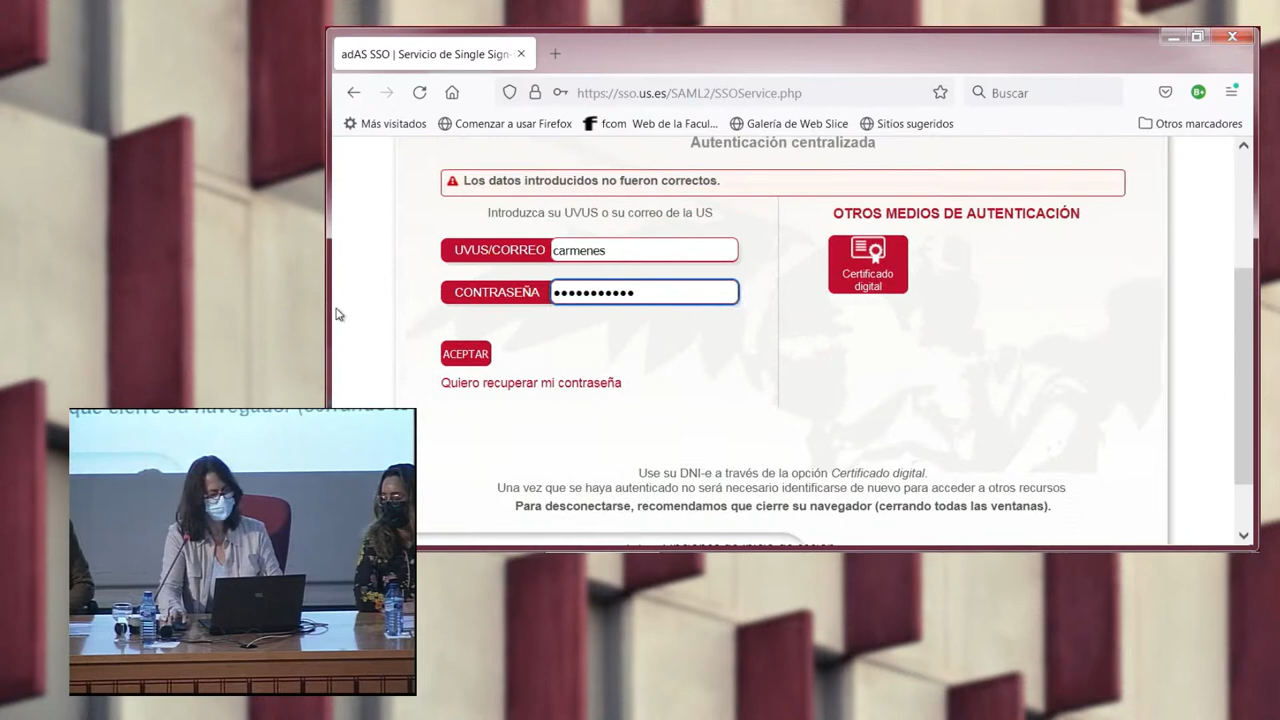 adAS SSO | Servicio de Single Sign-
https://sso.us.es/SAML2/SSOService.php
Buscar
Más visitados
Comenzar a usar Firefox
fcom Web de la Facul...
Galería de Web Slice
Sitios sugeridos
Otros marcadores
Autenticación centralizada
Los datos introducidos no fueron correctos.
Introduzca su UVUS o su correo de la US
OTROS MEDIOS DE AUTENTICACIÓN
UVUS/CORREO carmenes
CONTRASEÑA •••••••••••
Certificado
digital
ACEPTAR
Quiero recuperar mi contraseña
Use su DNI-e a través de la opción Certificado digital.
Una vez que se haya autenticado no será necesario identificarse de nuevo para acceder a otros recursos
Para desconectarse, recomendamos que cierre su navegador (cerrando todas las ventanas).
que cierre su navegador (cerrando